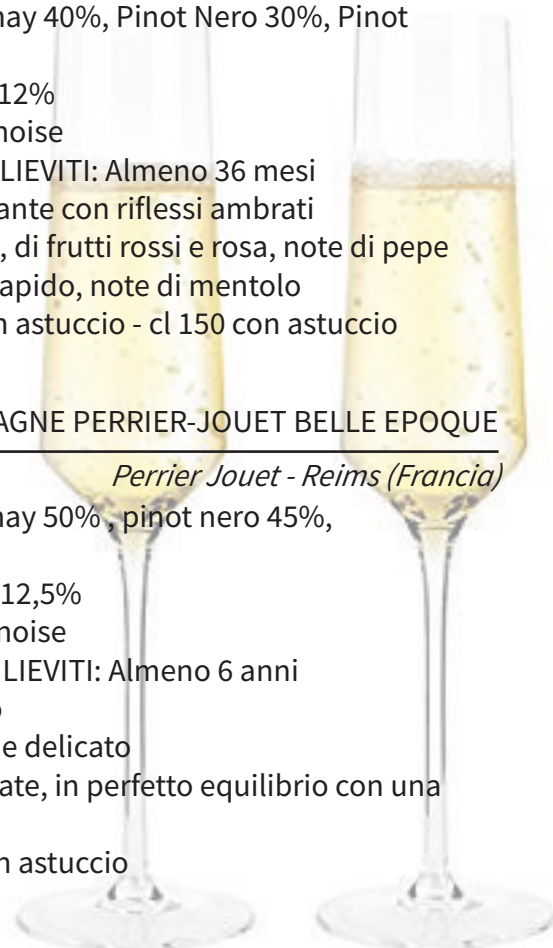 nay 40%, Pinot Nero 30%, Pinot
12%
noise
LIEVITI: Almeno 36 mesi
ante con riflessi ambrati
, di frutti rossi e rosa, note di pepe
apido, note di mentolo
n astuccio - cl 150 con astuccio
AGNE PERRIER-JOUET BELLE EPOQUE
Perrier Jouet - Reims (Francia)
nay 50% , pinot nero 45%,
12,5%
noise
LIEVITI: Almeno 6 anni
o
e delicato
ate, in perfetto equilibrio con una
n astuccio